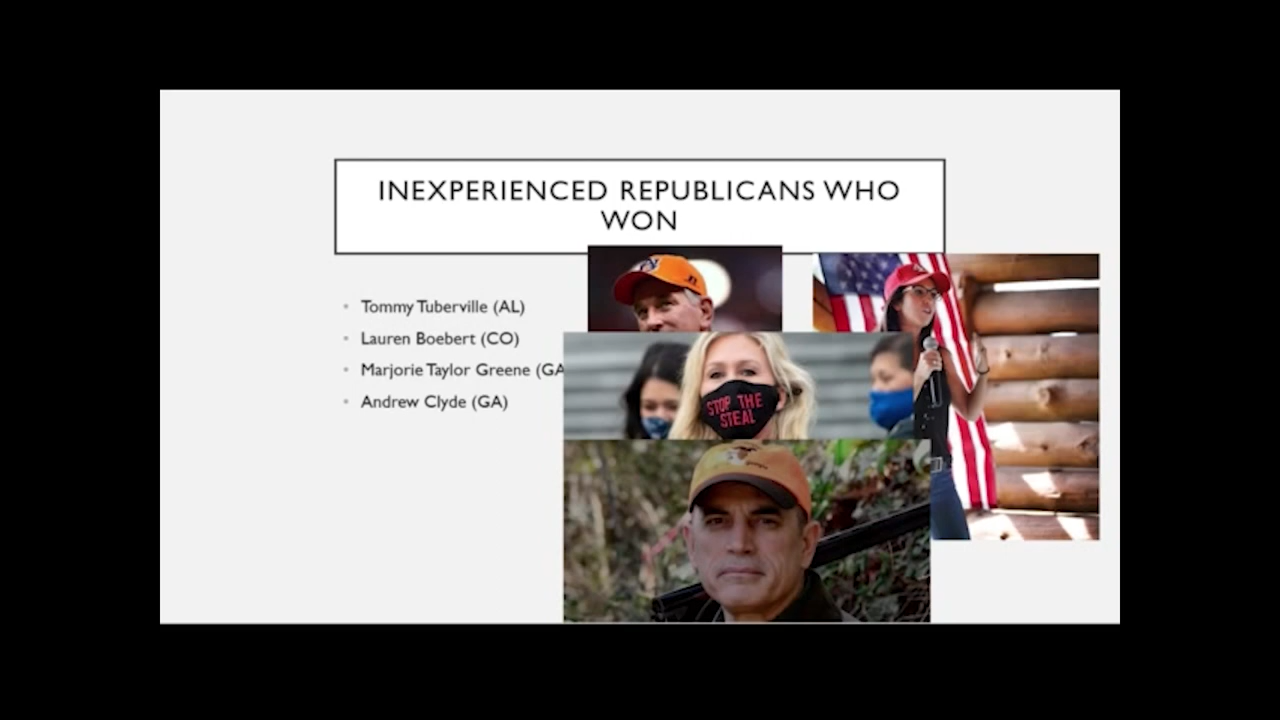 INEXPERIENCED REPUBLICANS WHO
WON
• Tommy Tuberville (AL)
• Lauren Boebert (CO)
• Marjorie Taylor Greene (GA
• Andrew Clyde (GA)
STOP THE
STEAL